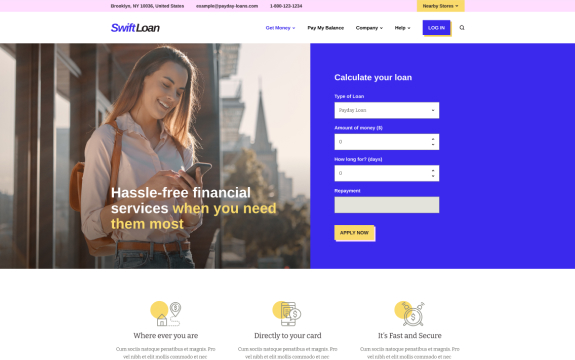 Brooklyn, NY 10036, United States example@payday-loans.com 1-800-123-1234 Nearby Stores
SwiftLoan Get Money Pay My Balance Company Help LOG IN
Calculate your loan
Type of Loan
Payday Loan
Amount of money ($)
0
How long for? (days)
0
Repayment
APPLY NOW
Hassle-free financial
services when you need
them most
Where ever you are Directly to your card It's Fast and Secure
Cum sociis natoque penatibus et magnis. Pro Cum sociis natoque penatibus et magnis. Pro Cum sociis natoque penatibus et magnis. Pro
vel nibh et elit mollis commodo et nec vel nibh et elit mollis commodo et nec vel nibh et elit mollis commodo et nec